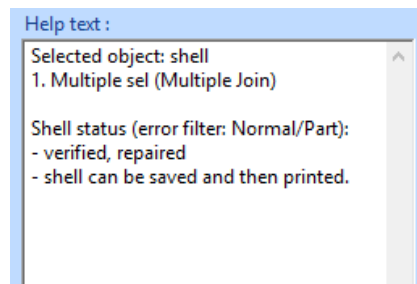 Help text :
Selected object: shell
1. Multiple sel (Multiple Join)
Shell status (error filter: Normal/Part):
- verified, repaired
- shell can be saved and then printed.